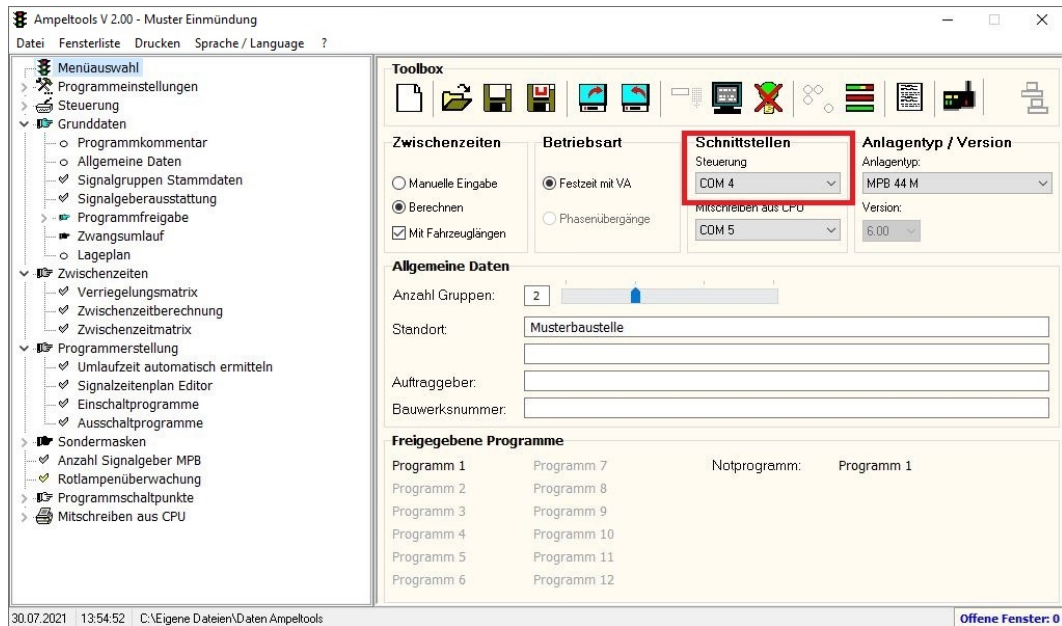 Ampeltools V 2.00 - Muster Einmündung
Datei Fensterliste Drucken Sprache / Language ?
Menüauswahl
Programmeinstellungen
Steuerung
Grunddaten
Programmkommentar
Allgemeine Daten
Signalgruppen Stammdaten
Signalgeberausstattung
Programmfreigabe
Zwangsumlauf
Lageplan
Zwischenzeiten
Verriegelungsmatrix
Zwischenzeitberechnung
Zwischenzeitmatrix
Programmerstellung
Umlaufzeit automatisch ermitteln
Signalzeitenplan Editor
Einschaltprogramme
Ausschaltprogramme
Sondermasken
Anzahl Signalgeber MPB
Rotlampenüberwachung
Programmschaltpunkte
Mitschreiben aus CPU
Toolbox
Zwischenzeiten
Manuelle Eingabe
Berechnen
Mit Fahrzeuglängen
Betriebsart
Festzeit mit VA
Phasenübergänge
Schnittstellen
Steuerung
COM 4
Mitschreiben aus CPU
COM 5
Anlagentyp / Version
Anlagentyp:
MPB 44 M
Version:
6.00
Allgemeine Daten
Anzahl Gruppen: 2
Standort: Musterbaustelle
Auftraggeber:
Bauwerksnummer:
Freigegebene Programme
Programm 1 Programm 7 Notprogramm: Programm 1
Programm 2 Programm 8
Programm 3 Programm 9
Programm 4 Programm 10
Programm 5 Programm 11
Programm 6 Programm 12
30.07.2021 13:54:52 C:\Eigene Dateien\Daten Ampeltools Offene Fenster: 0